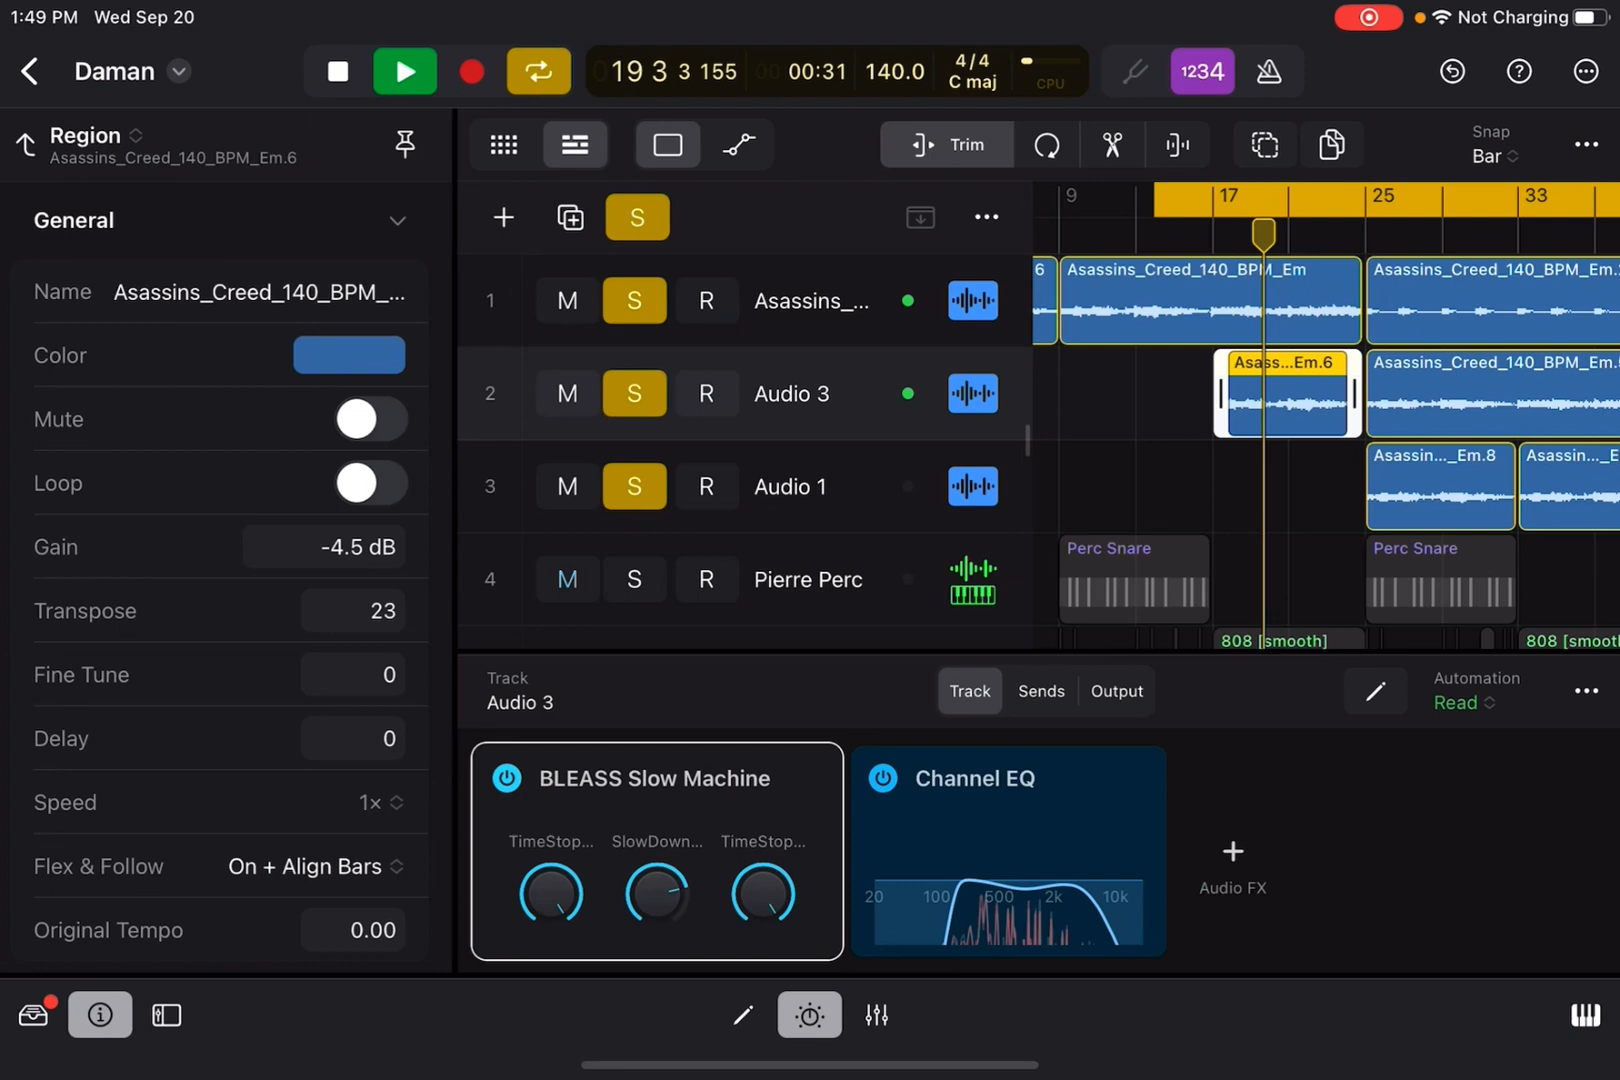 1:49 PM Wed Sep 20
Not Charging
Daman
19 3 3 155
00:31
140.0
4/4
C maj
CPU
1234
Region
Asassins_Creed_140_BPM_Em.6
Trim
Snap
Bar
General
S
9 17 25 33
Name Asassins_Creed_140_BPM_...
Color
Mute
Loop
Gain -4.5 dB
Transpose 23
Fine Tune 0
Delay 0
Speed 1×
Flex & Follow On + Align Bars
Original Tempo 0.00
1 M S R Asassins_...
6 Asassins_Creed_140_BPM_Em Asassins_Creed_140_BPM_Em.
2 M S R Audio 3
Asass...Em.6 Asassins_Creed_140_BPM_Em.
3 M S R Audio 1
Assasin..._Em.8 Assasin..._E
4 M S R Pierre Perc
Perc Snare Perc Snare
808 [smooth] 808 [smoot
Track
Audio 3
Track Sends Output
Automation
Read
BLEASS Slow Machine
TimeStop... SlowDown... TimeStop...
Channel EQ
20 100 500 2k 10k
Audio FX